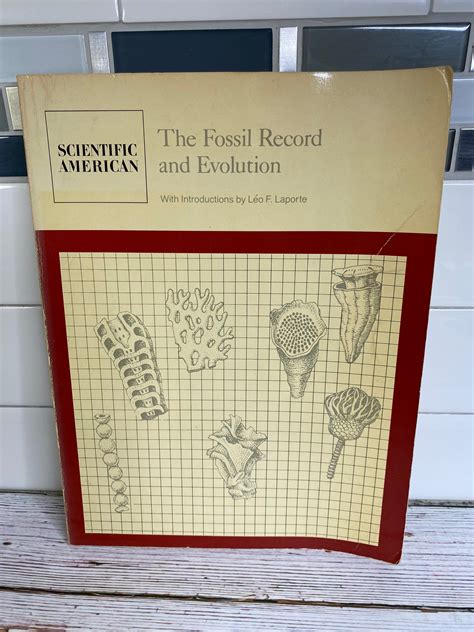 SCIENTIFIC
AMERICAN
The Fossil Record
and Evolution
With Introductions by Léo F. Laporte